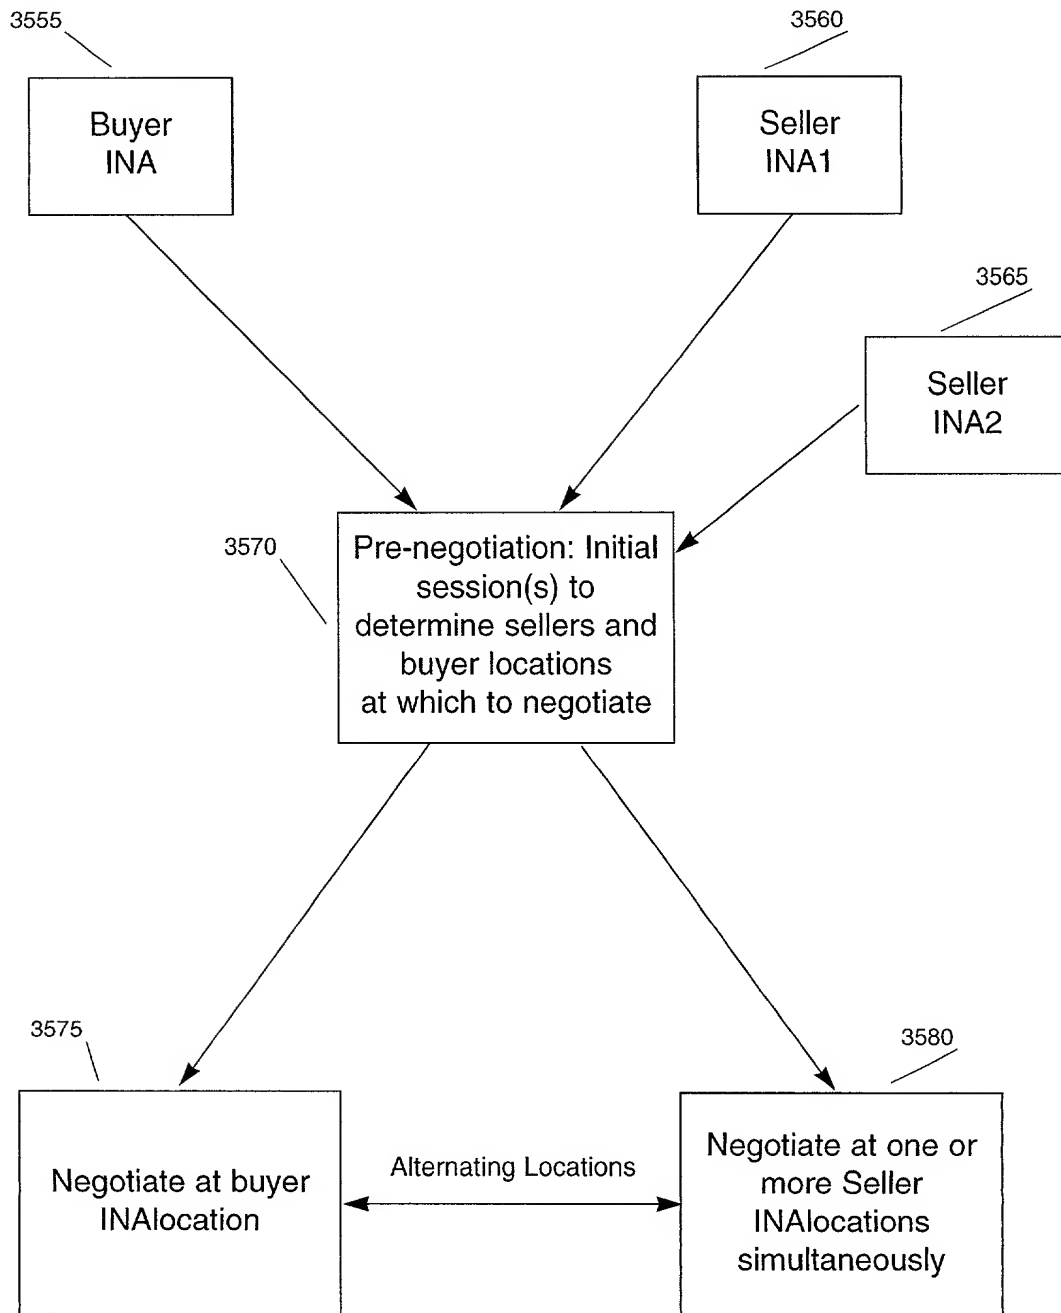 3555
Buyer
INA
3560
Seller
INA1
3565
Seller
INA2
3570
Pre-negotiation: Initial
session(s) to
determine sellers and
buyer locations
at which to negotiate
3575
Negotiate at buyer
INAlocation
Alternating Locations
3580
Negotiate at one or
more Seller
INAlocations
simultaneously